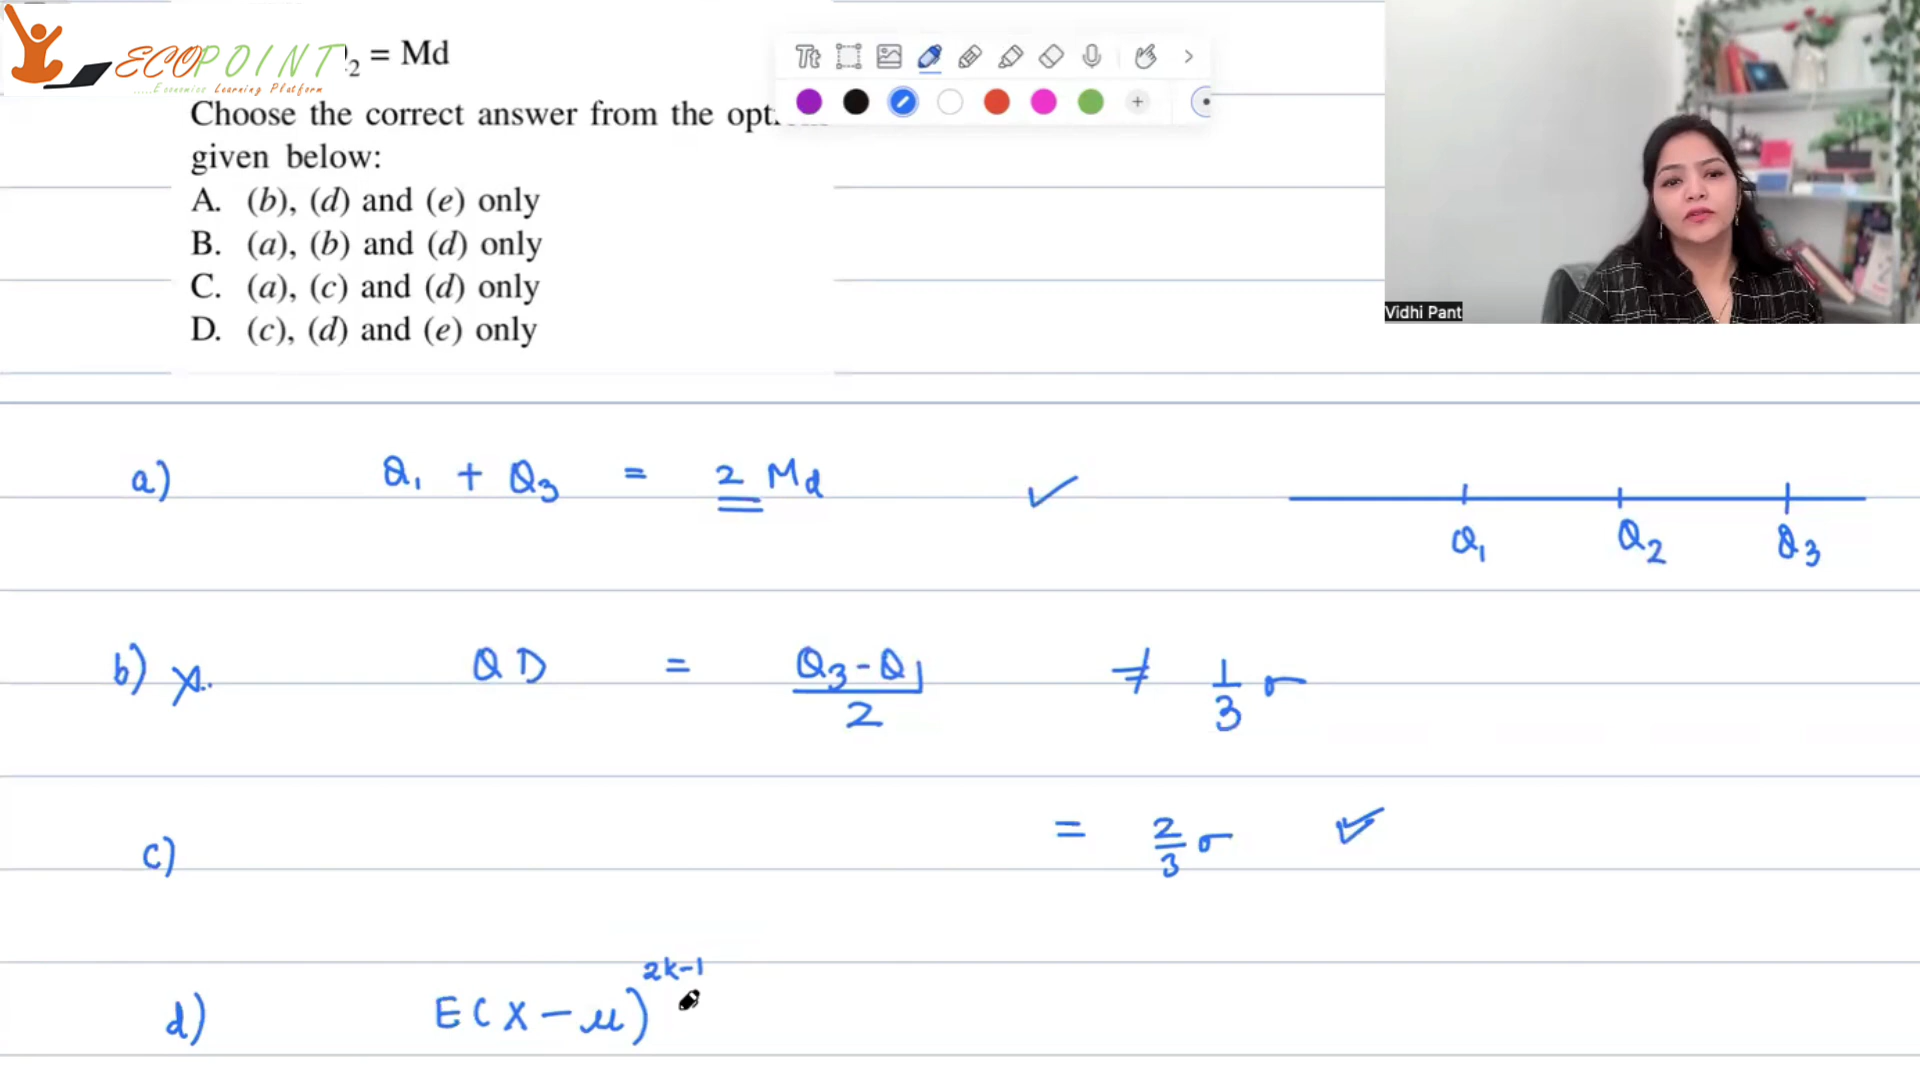 ECOPOINT
.....Economics Learning Platform
₂ = Md
Tt
Choose the correct answer from the
given below:
A. (b), (d) and (e) only
B. (a), (b) and (d) only
C. (a), (c) and (d) only
D. (c), (d) and (e) only
Vidhi Pant
a) Q₁ + Q₃ = 2 Md ✓
Q₁ Q₂ Q₃
b) X QD = (Q₃ - Q₁)/2 ≠ 1/3 σ
c) = 2/3 σ ✓
d) E(X - μ)^2k-1